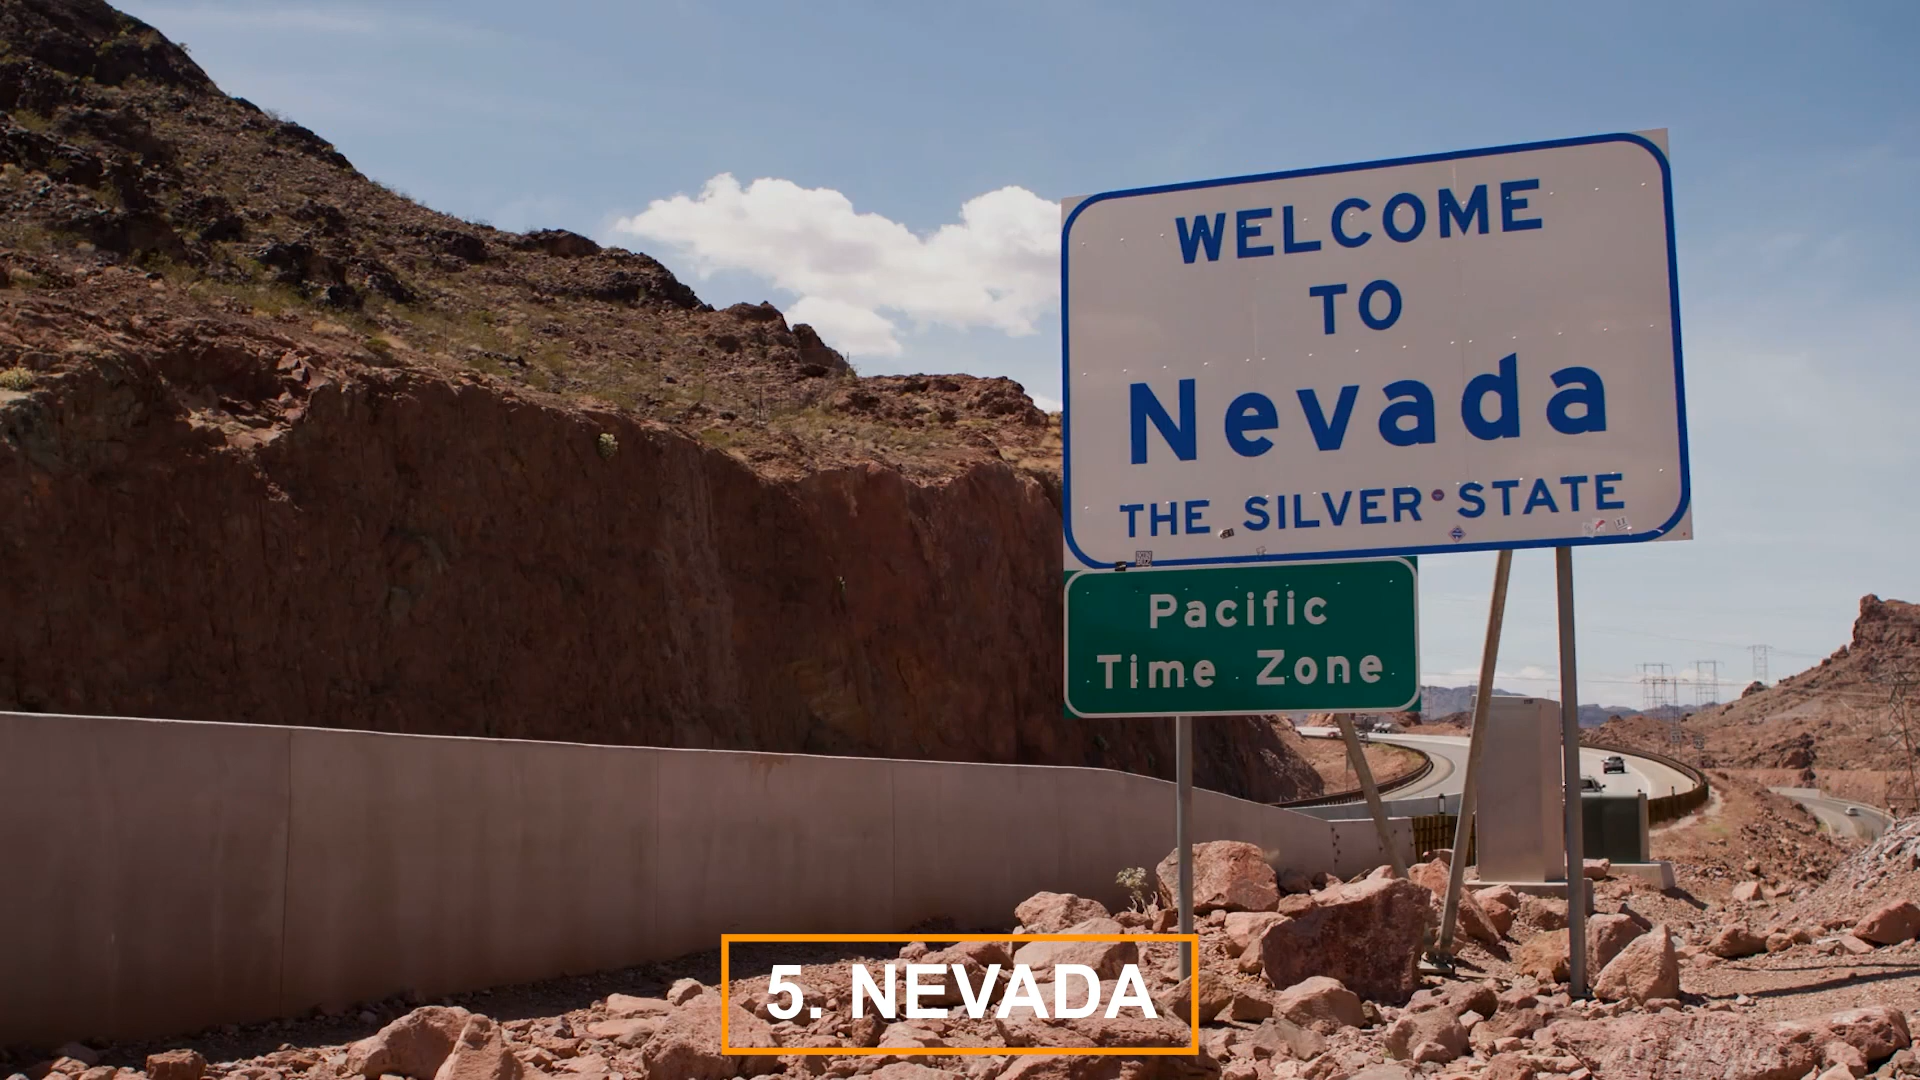 WELCOME
TO
Nevada
THE SILVER STATE
Pacific
Time Zone
5. NEVADA